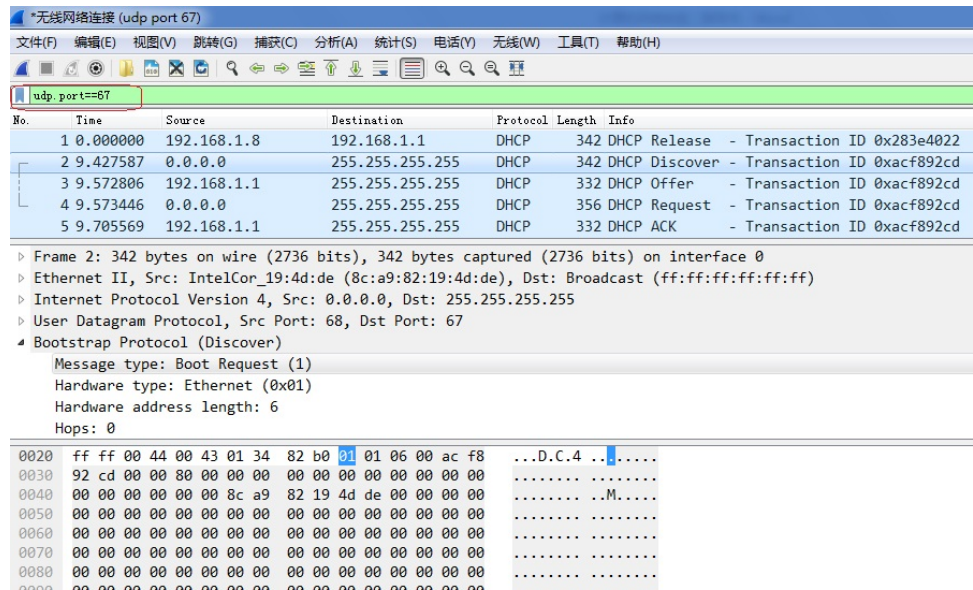 *无线网络连接 (udp port 67)
文件(F) 编辑(E) 视图(V) 跳转(G) 捕获(C) 分析(A) 统计(S) 电话(Y) 无线(W) 工具(T) 帮助(H)
udp.port==67
No. Time Source Destination Protocol Length Info
1 0.000000 192.168.1.8 192.168.1.1 DHCP 342 DHCP Release - Transaction ID 0x283e4022
2 9.427587 0.0.0.0 255.255.255.255 DHCP 342 DHCP Discover - Transaction ID 0xacf892cd
3 9.572806 192.168.1.1 255.255.255.255 DHCP 332 DHCP Offer - Transaction ID 0xacf892cd
4 9.573446 0.0.0.0 255.255.255.255 DHCP 356 DHCP Request - Transaction ID 0xacf892cd
5 9.705569 192.168.1.1 255.255.255.255 DHCP 332 DHCP ACK - Transaction ID 0xacf892cd
Frame 2: 342 bytes on wire (2736 bits), 342 bytes captured (2736 bits) on interface 0
Ethernet II, Src: IntelCor_19:4d:de (8c:a9:82:19:4d:de), Dst: Broadcast (ff:ff:ff:ff:ff:ff)
Internet Protocol Version 4, Src: 0.0.0.0, Dst: 255.255.255.255
User Datagram Protocol, Src Port: 68, Dst Port: 67
Bootstrap Protocol (Discover)
Message type: Boot Request (1)
Hardware type: Ethernet (0x01)
Hardware address length: 6
Hops: 0
0020 ff ff 00 44 00 43 01 34 82 b0 01 01 06 00 ac f8 ...D.C.4 ........
0030 92 cd 00 00 80 00 00 00 00 00 00 00 00 00 00 00 ........ ........
0040 00 00 00 00 00 00 8c a9 82 19 4d de 00 00 00 00 ........ ..M.....
0050 00 00 00 00 00 00 00 00 00 00 00 00 00 00 00 00 ........ ........
0060 00 00 00 00 00 00 00 00 00 00 00 00 00 00 00 00 ........ ........
0070 00 00 00 00 00 00 00 00 00 00 00 00 00 00 00 00 ........ ........
0080 00 00 00 00 00 00 00 00 00 00 00 00 00 00 00 00 ........ ........